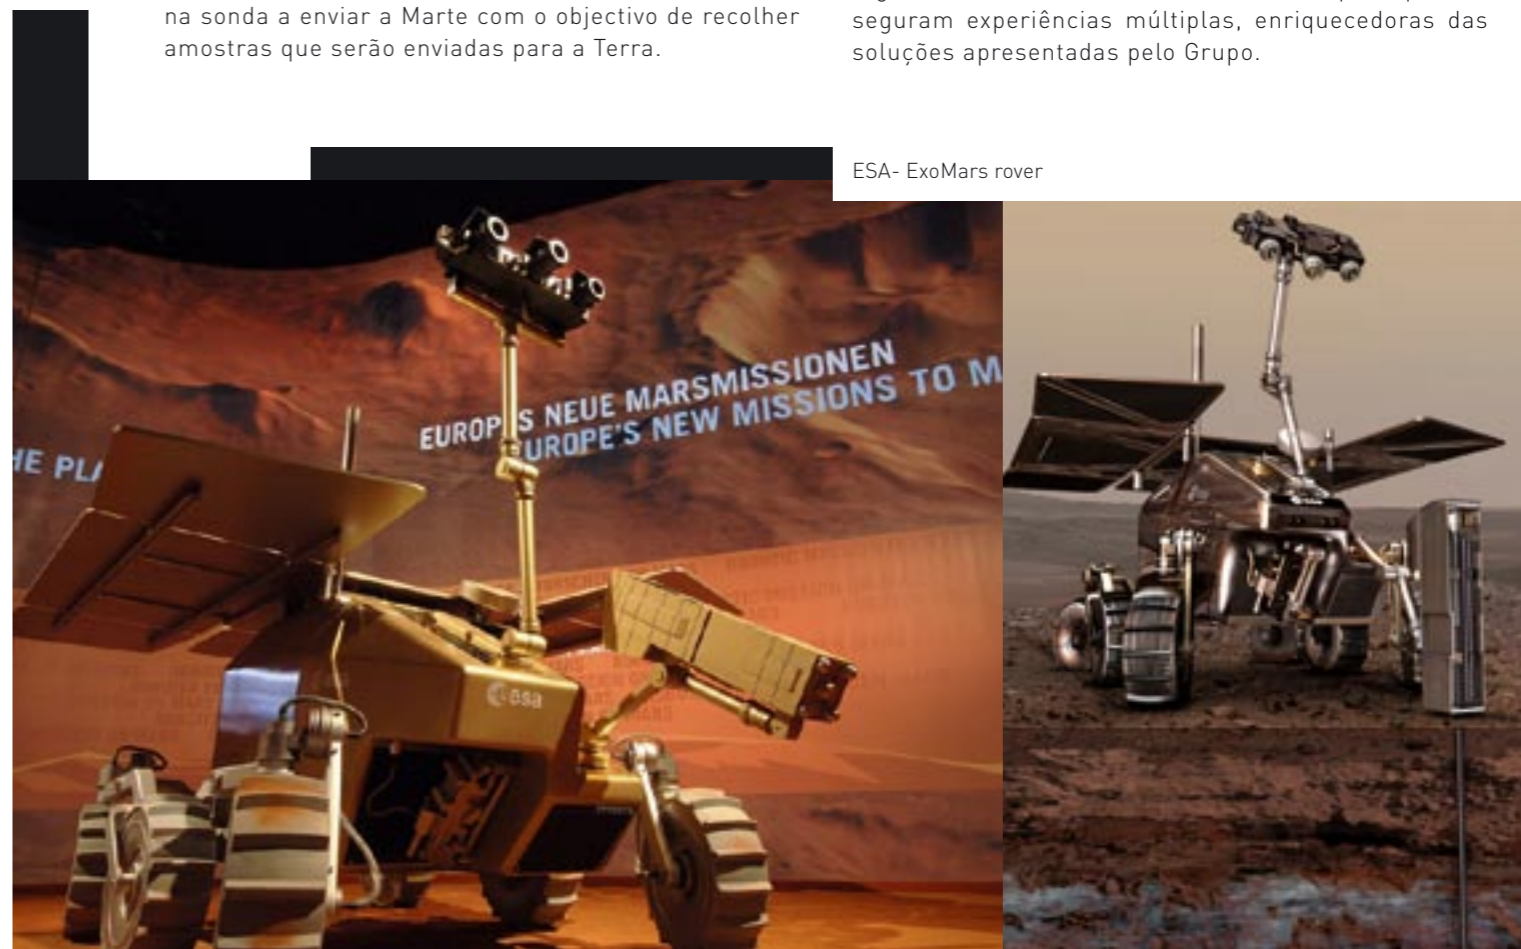 na sonda a enviar a Marte com o objectivo de recolher
amostras que serão enviadas para a Terra.
seguram experiências múltiplas, enriquecedoras das
soluções apresentadas pelo Grupo.
ESA- ExoMars rover
EUROPAS NEUE MARSMISSIONEN
EUROPE'S NEW MISSIONS TO M
HE PLA
esa